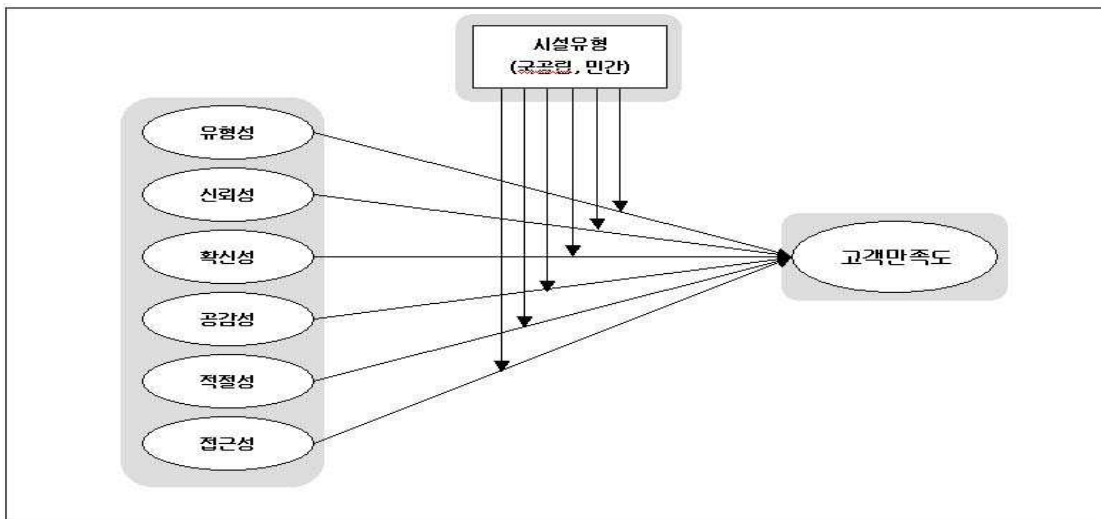 시설유형
(국공립, 민간)
유형성
신뢰성
확신성
공감성
적절성
접근성
고객만족도